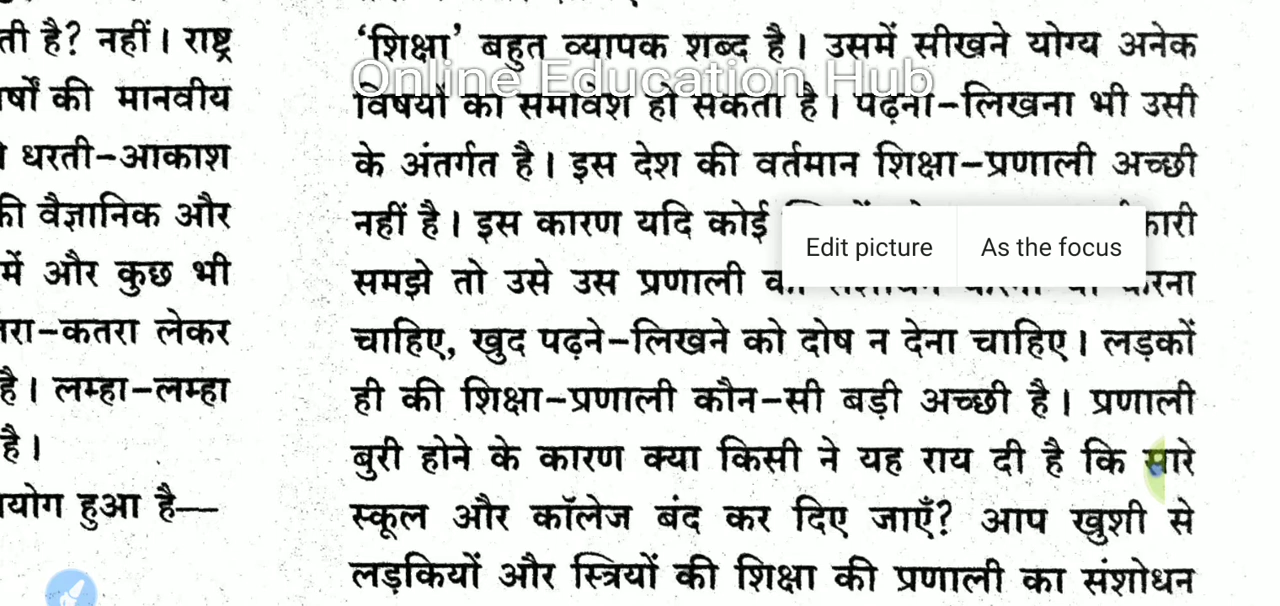 ती है? नहीं। राष्ट्र
की मानवीय
धरती-आकाश
की वैज्ञानिक और
में और कुछ भी
लेकर
है। लम्हा-लम्हा
है।
हुआ है—
'शिक्षा' बहुत व्यापक शब्द है। उसमें सीखने योग्य अनेक
Online Education Hub
विषयों का समावेश हो सकता है। पढ़ना-लिखना भी उसी
के अंतर्गत है। इस देश की वर्तमान शिक्षा-प्रणाली अच्छी
नहीं है। इस कारण यदि कोई
Edit picture As the focus
समझे तो उसे उस प्रणाली
चाहिए, खुद पढ़ने-लिखने को दोष न देना चाहिए। लड़कों
ही की शिक्षा-प्रणाली कौन-सी बड़ी अच्छी है। प्रणाली
बुरी होने के कारण क्या किसी ने यह राय दी है कि सारे
स्कूल और कॉलेज बंद कर दिए जाएँ? आप खुशी से
लड़कियों और स्त्रियों की शिक्षा की प्रणाली का संशोधन